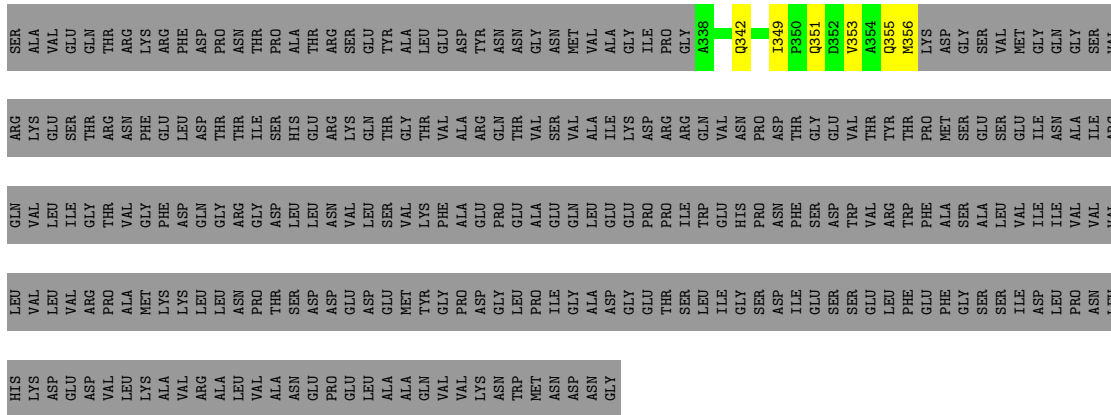 SER ALA VAL GLU GLN THR ARG LYS ARG PHE ASP PRO ASN THR PRO ALA THR ARG SER GLU TYR ALA LEU GLU ASP TYR ASN ASN GLY ASN MET VAL ALA GLY ILE PRO GLY A338 Q342 I349 P350 Q351 D352 V353 A354 Q355 M356 LYS ASP GLY SER VAL MET GLY GLN GLY SER
ARG LYS GLU SER THR ARG ASN PHE GLU LEU ASP THR THR ILE SER HIS GLU ARG LYS GLN THR GLY THR VAL ALA ARG GLN THR VAL SER VAL ALA ILE LYS ASP ARG ARG GLN VAL ASN PRO ASP THR GLY GLU VAL THR TYR THR PRO MET SER GLU SER GLU ILE ASN ALA ILE
GLN VAL LEU ILE GLY THR VAL GLY PHE ASP GLN GLY ARG GLY ASP LEU LEU ASN VAL LEU SER VAL LYS PHE ALA GLU PRO GLU ALA GLU GLN LEU GLU GLU PRO PRO ILE TRP GLU HIS PRO ASN PHE SER ASP TRP VAL ARG TRP PHE ALA SER ALA LEU VAL ILE ILE VAL VAL
LEU VAL LEU VAL ARG PRO ALA MET LYS LYS LEU LEU ASN PRO THR SER ASP ASP GLU ASP GLU MET TYR GLY PRO ASP GLY LEU PRO ILE GLY ALA ASP GLY GLU THR SER LEU ILE GLY SER ASP ILE GLU SER SER GLU LEU PHE GLU PHE GLY SER SER ILE ASP LEU PRO ASN
HIS LYS ASP GLU ASP VAL LEU LYS ALA VAL ARG ALA LEU VAL ALA ASN GLU PRO GLU LEU ALA ALA GLN VAL VAL LYS ASN TRP MET ASN ASP ASN GLY